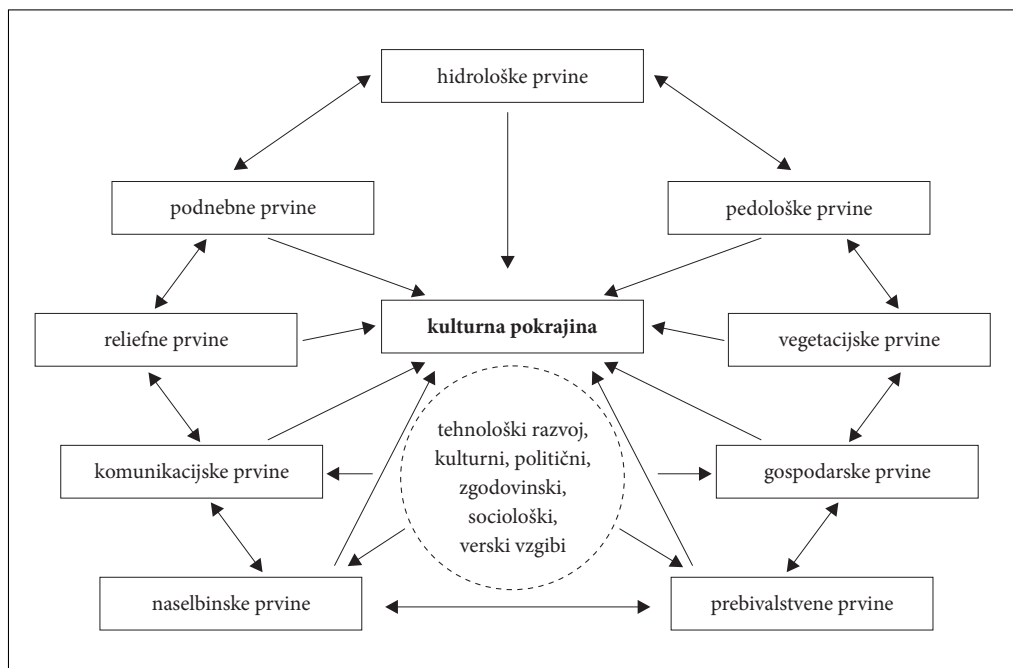 hidrološke prvine
podnebne prvine
pedološke prvine
kulturna pokrajina
reliefne prvine
vegetacijske prvine
tehnološki razvoj,
kulturni, politični,
zgodovinski,
sociološki,
verski vzgibi
komunikacijske prvine
gospodarske prvine
naselbinske prvine
prebivalstvene prvine